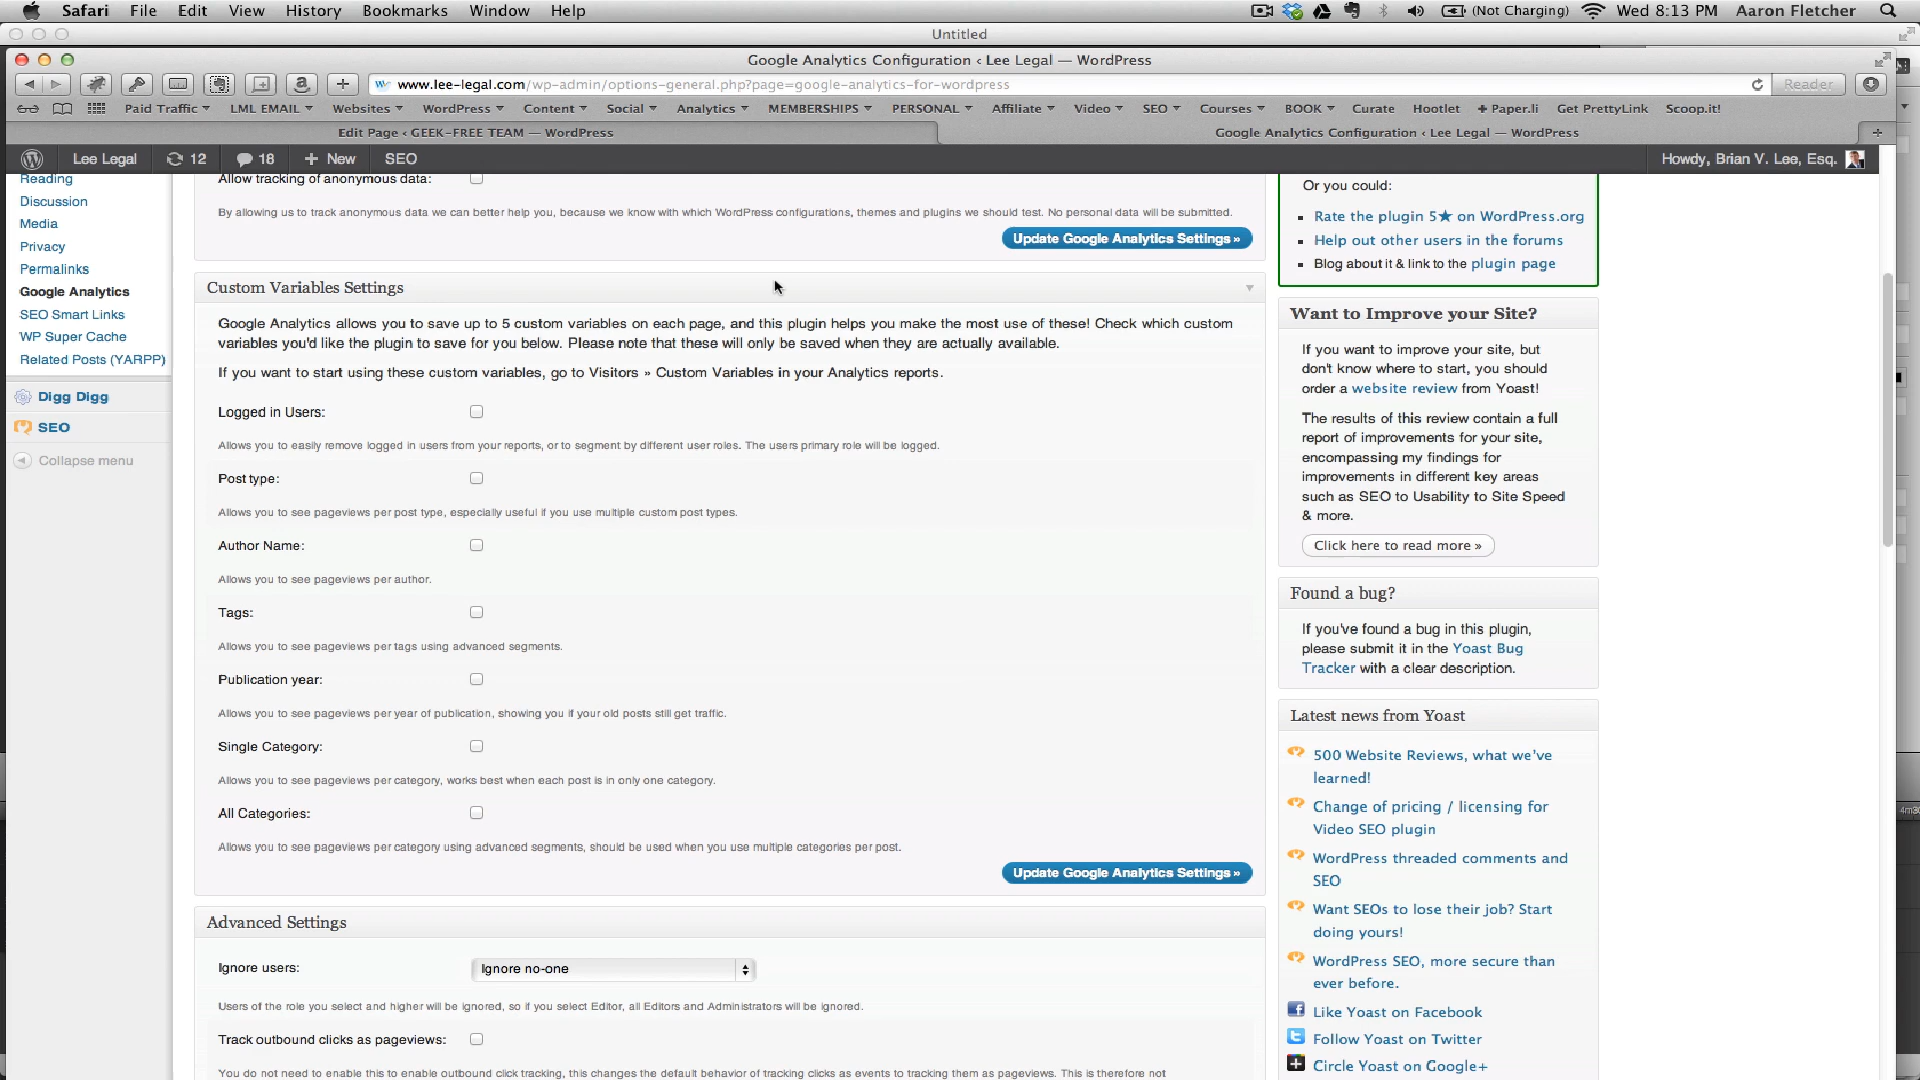 Safari File Edit View History Bookmarks Window Help (Not Charging) Wed 8:13 PM Aaron Fletcher
Untitled
Google Analytics Configuration ‹ Lee Legal — WordPress
www.lee-legal.com/wp-admin/options-general.php?page=google-analytics-for-wordpress Reader
Paid Traffic LML EMAIL Websites WordPress Content Social Analytics MEMBERSHIPS PERSONAL Affiliate Video SEO Courses BOOK Curate Hootlet + Paper.li Get PrettyLink Scoop.it!
Edit Page ‹ GEEK-FREE TEAM — WordPress Google Analytics Configuration ‹ Lee Legal — WordPress
Lee Legal 12 18 + New SEO Howdy, Brian V. Lee, Esq.
Reading
Discussion
Media
Privacy
Permalinks
Google Analytics
SEO Smart Links
WP Super Cache
Related Posts (YARPP)
Digg Digg
SEO
Collapse menu
Allow tracking of anonymous data:
By allowing us to track anonymous data we can better help you, because we know with which WordPress configurations, themes and plugins we should test. No personal data will be submitted.
Update Google Analytics Settings »
Custom Variables Settings
Google Analytics allows you to save up to 5 custom variables on each page, and this plugin helps you make the most use of these! Check which custom
variables you'd like the plugin to save for you below. Please note that these will only be saved when they are actually available.
If you want to start using these custom variables, go to Visitors » Custom Variables in your Analytics reports.
Logged in Users:
Allows you to easily remove logged in users from your reports, or to segment by different user roles. The users primary role will be logged.
Post type:
Allows you to see pageviews per post type, especially useful if you use multiple custom post types.
Author Name:
Allows you to see pageviews per author.
Tags:
Allows you to see pageviews per tags using advanced segments.
Publication year:
Allows you to see pageviews per year of publication, showing you if your old posts still get traffic.
Single Category:
Allows you to see pageviews per category, works best when each post is in only one category.
All Categories:
Allows you to see pageviews per category using advanced segments, should be used when you use multiple categories per post.
Update Google Analytics Settings »
Advanced Settings
Ignore users: Ignore no-one
Users of the role you select and higher will be ignored, so if you select Editor, all Editors and Administrators will be ignored.
Track outbound clicks as pageviews:
You do not need to enable this to enable outbound click tracking, this changes the default behavior of tracking clicks as events to tracking them as pageviews. This is therefore not
Or you could:
Rate the plugin 5★ on WordPress.org
Help out other users in the forums
Blog about it & link to the plugin page
Want to Improve your Site?
If you want to improve your site, but
don't know where to start, you should
order a website review from Yoast!
The results of this review contain a full
report of improvements for your site,
encompassing my findings for
improvements in different key areas
such as SEO to Usability to Site Speed
& more.
Click here to read more »
Found a bug?
If you've found a bug in this plugin,
please submit it in the Yoast Bug
Tracker with a clear description.
Latest news from Yoast
500 Website Reviews, what we've
learned!
Change of pricing / licensing for
Video SEO plugin
WordPress threaded comments and
SEO
Want SEOs to lose their job? Start
doing yours!
WordPress SEO, more secure than
ever before.
Like Yoast on Facebook
Follow Yoast on Twitter
Circle Yoast on Google+